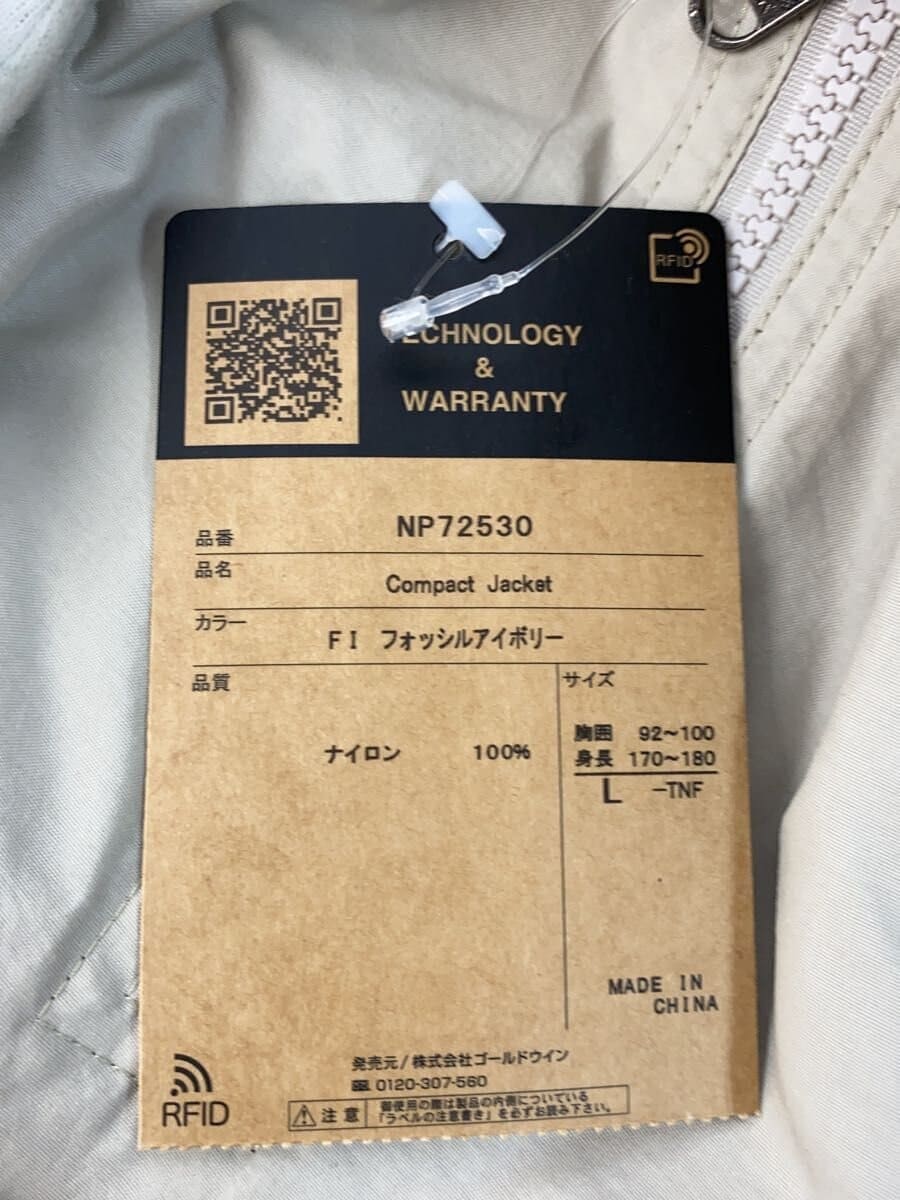 RFID
TECHNOLOGY
&
WARRANTY
品番 NP72530
品名 Compact Jacket
カラー FI フォッシルアイボリー
品質
サイズ
ナイロン 100%
胸囲 92~100
身長 170~180
L -TNF
MADE IN
CHINA
発売元/株式会社ゴールドウイン
0120-307-560
RFID
注意
御使用の際は製品の内側についている
「ラベルの注意書き」を必ずお読み下さい。